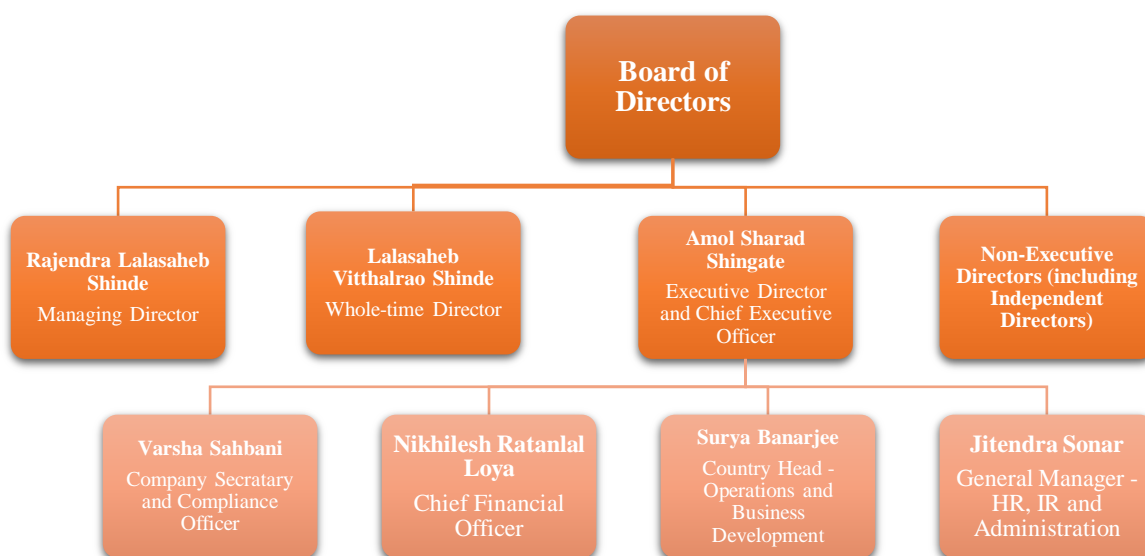 Board of
Directors
Rajendra Lalasaheb
Shinde
Managing Director
Lalasaheb
Vitthalrao Shinde
Whole-time Director
Amol Sharad
Shingate
Executive Director
and Chief Executive
Officer
Non-Executive
Directors (including
Independent
Directors)
Varsha Sahbani
Company Secratary
and Compliance
Officer
Nikhilesh Ratanlal
Loya
Chief Financial
Officer
Surya Banarjee
Country Head -
Operations and
Business
Development
Jitendra Sonar
General Manager -
HR, IR and
Administration